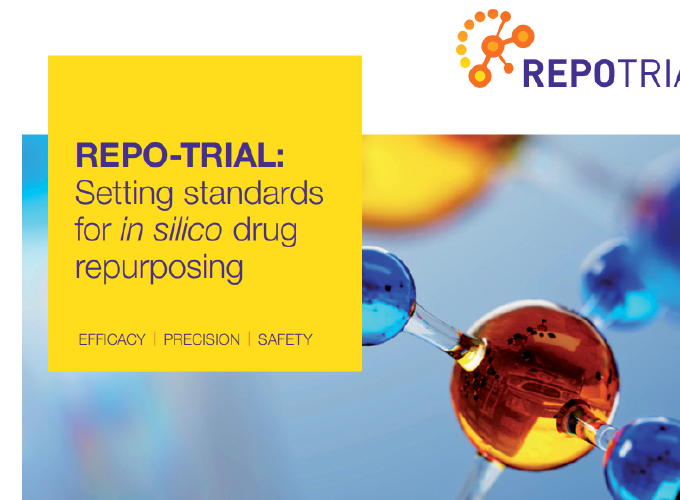 REPOTRIA
REPO-TRIAL:
Setting standards
for in silico drug
repurposing
EFFICACY | PRECISION | SAFETY